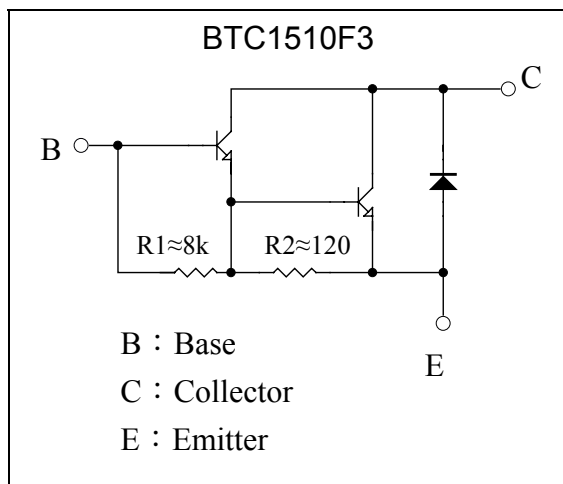 BTC1510F3
C
B
R1≈8k R2≈120
E
B：Base
C：Collector
E：Emitter